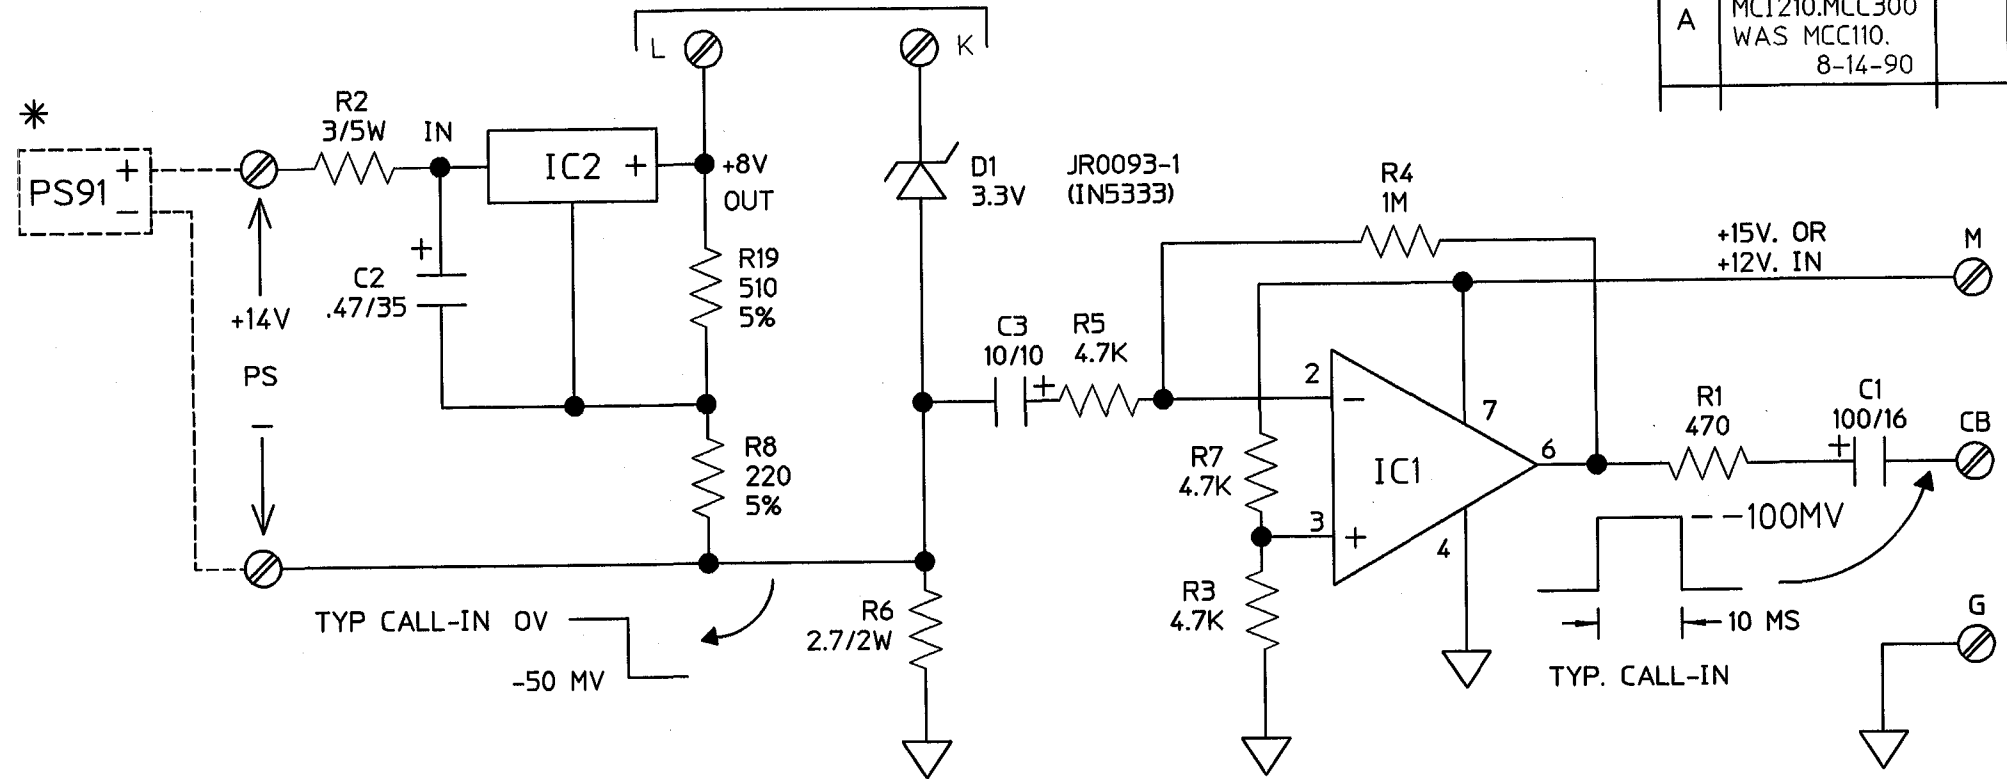 L
K
A
MC1210.MCC300
WAS MCC110.
8-14-90
*
PS91
+
−
R2
3/5W
IN
IC2 +
+8V
OUT
D1
3.3V
JR0093-1
(IN5333)
R4
1M
+15V. OR
+12V. IN
M
+
C2
.47/35
R19
510
5%
+14V
PS
−
C3
10/10
+
R5
4.7K
2
−
7
R1
470
+
C1
100/16
CB
R8
220
5%
R7
4.7K
IC1
6
3
+
4
-100MV
TYP CALL-IN 0V
-50 MV
R6
2.7/2W
R3
4.7K
10 MS
TYP. CALL-IN
G